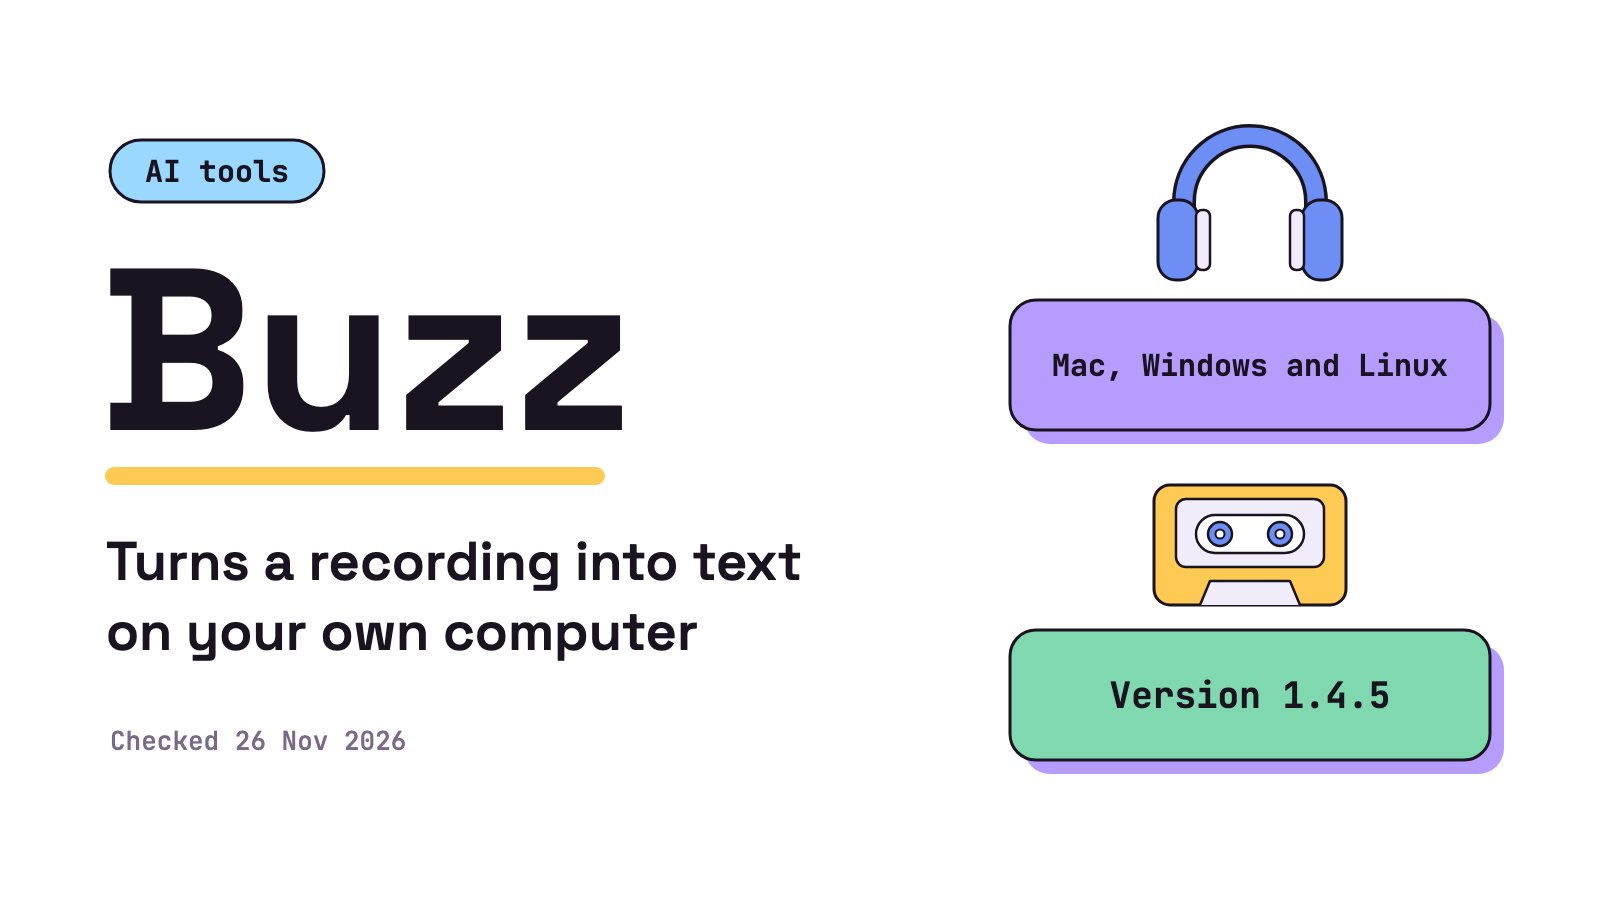 AI tools
Buzz
Turns a recording into text
on your own computer
Checked 26 Nov 2026
Mac, Windows and Linux
Version 1.4.5